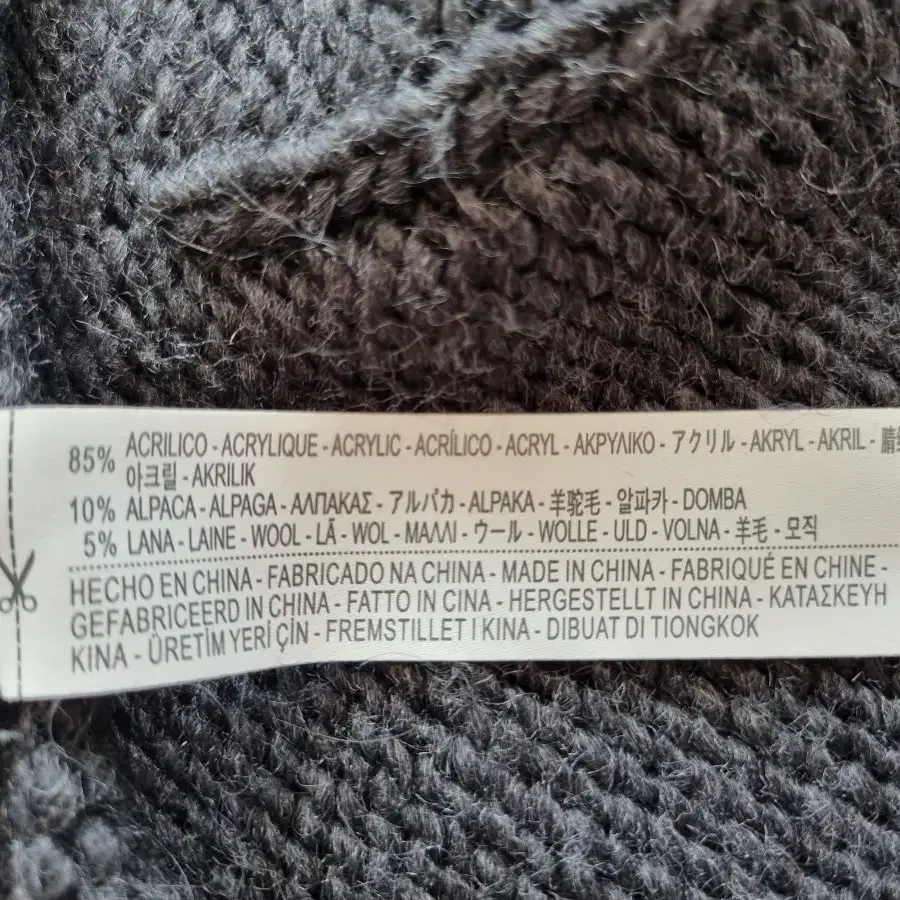 85% ACRILICO - ACRYLIQUE - ACRYLIC - ACRÍLICO - ACRYL - ΑΚΡΥΛΙΚΟ - アクリル - AKRYL - AKRIL - 腈
아크릴 - AKRILIK
10% ALPACA - ALPAGA - ΑΛΠΑΚΑΣ - アルパカ - ALPAKA - 羊驼毛 - 알파카 - DOMBA
5% LANA - LAINE - WOOL - LÃ - WOL - ΜΑΛΛΙ - ウール - WOLLE - ULD - VOLNA - 羊毛 - 모직
HECHO EN CHINA - FABRICADO NA CHINA - MADE IN CHINA - FABRIQUÉ EN CHINE -
GEFABRICEERD IN CHINA - FATTO IN CINA - HERGESTELLT IN CHINA - ΚΑΤΑΣΚΕΥΗ
ΚΙΝΑ - ÜRETİM YERİ ÇİN - FREMSTILLET I KINA - DIBUAT DI TIONGKOK